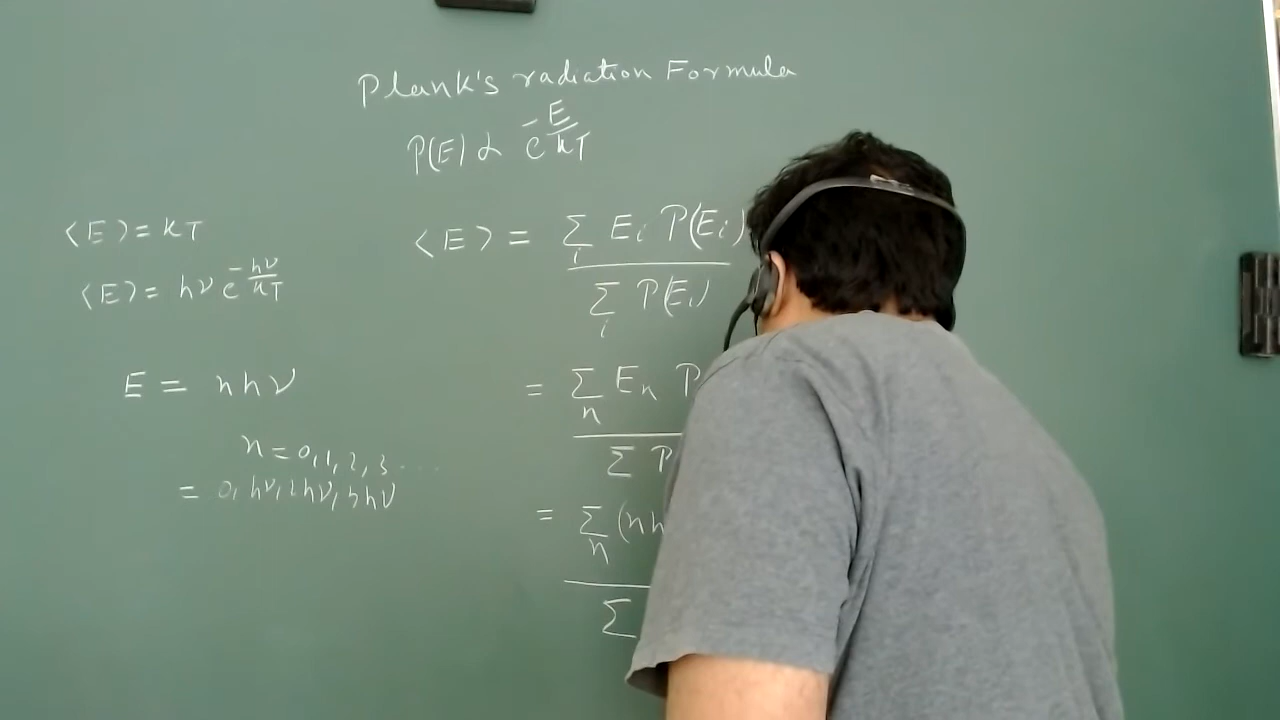 Plank's radiation Formula
P(E) α e^{-E/kT}
⟨E⟩ = kT
⟨E⟩ = hν e^{-hν/kT}
E = nhν
n = 0, 1, 2, 3 ....
= 0, hν, 2hν, 3hν
⟨E⟩ = Σ_i E_i P(E_i)
Σ_i P(E_i)
= Σ_n E_n P
Σ P
= Σ_n (nh
Σ